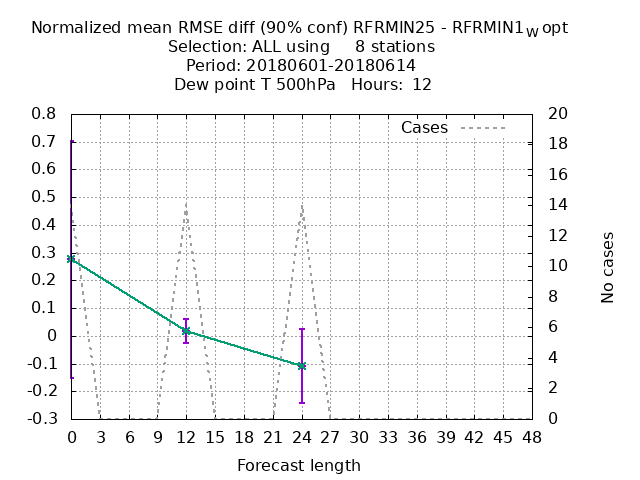 Normalized mean RMSE diff (90% conf) RFRMIN25 - RFRMIN1W opt
Selection: ALL using 8 stations
Period: 20180601-20180614
Dew point T 500hPa Hours: 12
Cases
0.8
0.7
0.6
0.5
0.4
0.3
0.2
0.1
0
-0.1
-0.2
-0.3
20
18
16
14
12
10
8
6
4
2
0
No cases
0 3 6 9 12 15 18 21 24 27 30 33 36 39 42 45 48
Forecast length